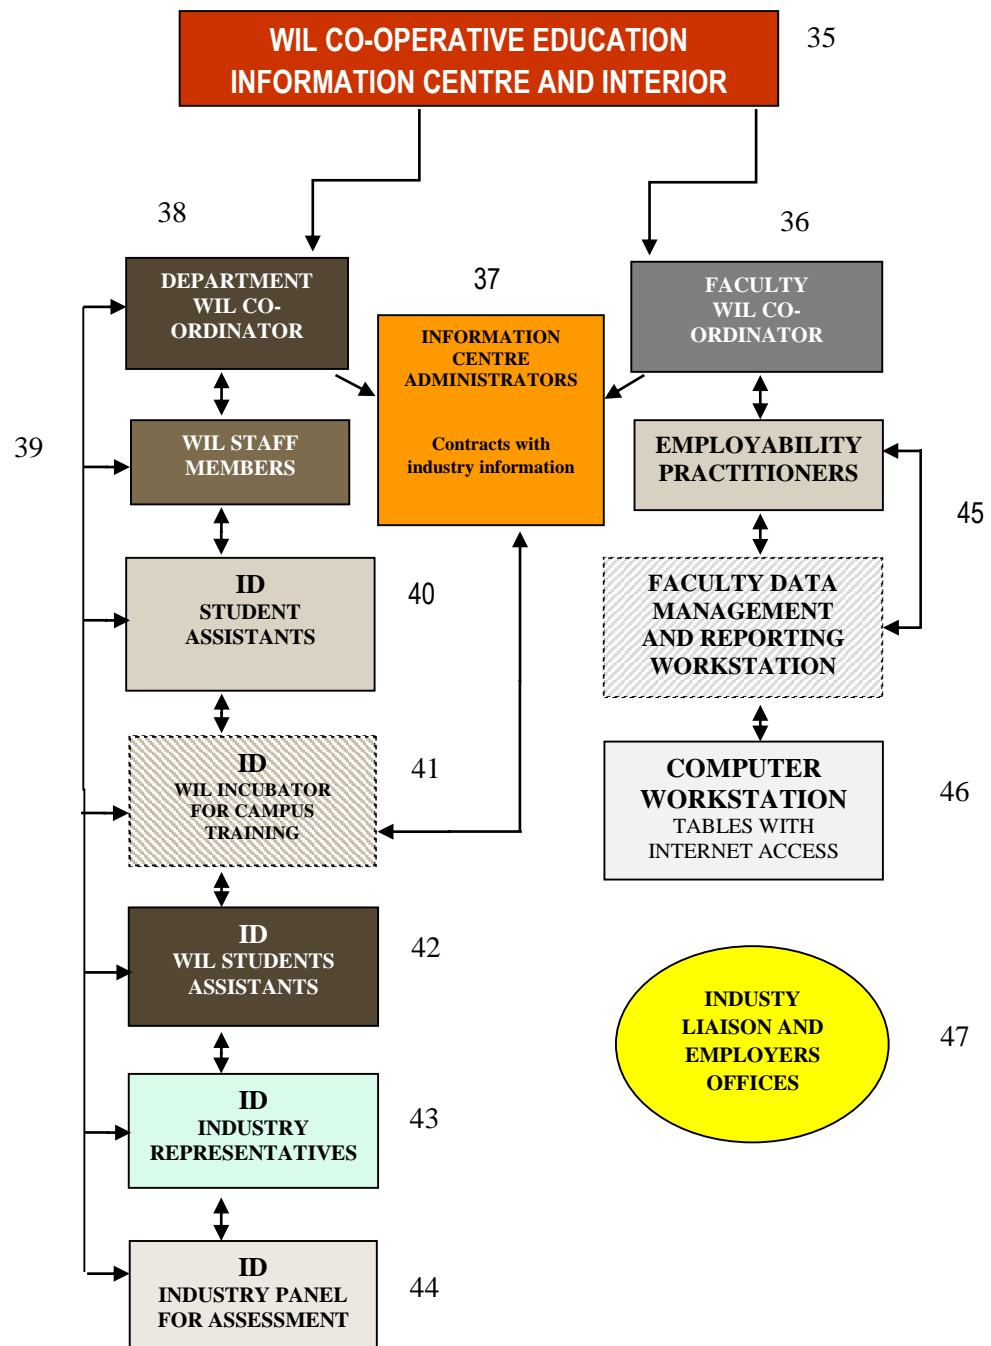 WIL CO-OPERATIVE EDUCATION
INFORMATION CENTRE AND INTERIOR
35
38
36
DEPARTMENT
WIL CO-
ORDINATOR
37
FACULTY
WIL CO-
ORDINATOR
INFORMATION
CENTRE
ADMINISTRATORS
Contracts with
industry information
39
WIL STAFF
MEMBERS
EMPLOYABILITY
PRACTITIONERS
45
ID
STUDENT
ASSISTANTS
40
FACULTY DATA
MANAGEMENT
AND REPORTING
WORKSTATION
ID
WIL INCUBATOR
FOR CAMPUS
TRAINING
41
COMPUTER
WORKSTATION
TABLES WITH
INTERNET ACCESS
46
ID
WIL STUDENTS
ASSISTANTS
42
INDUSTY
LIAISON AND
EMPLOYERS
OFFICES
47
ID
INDUSTRY
REPRESENTATIVES
43
ID
INDUSTRY PANEL
FOR ASSESSMENT
44